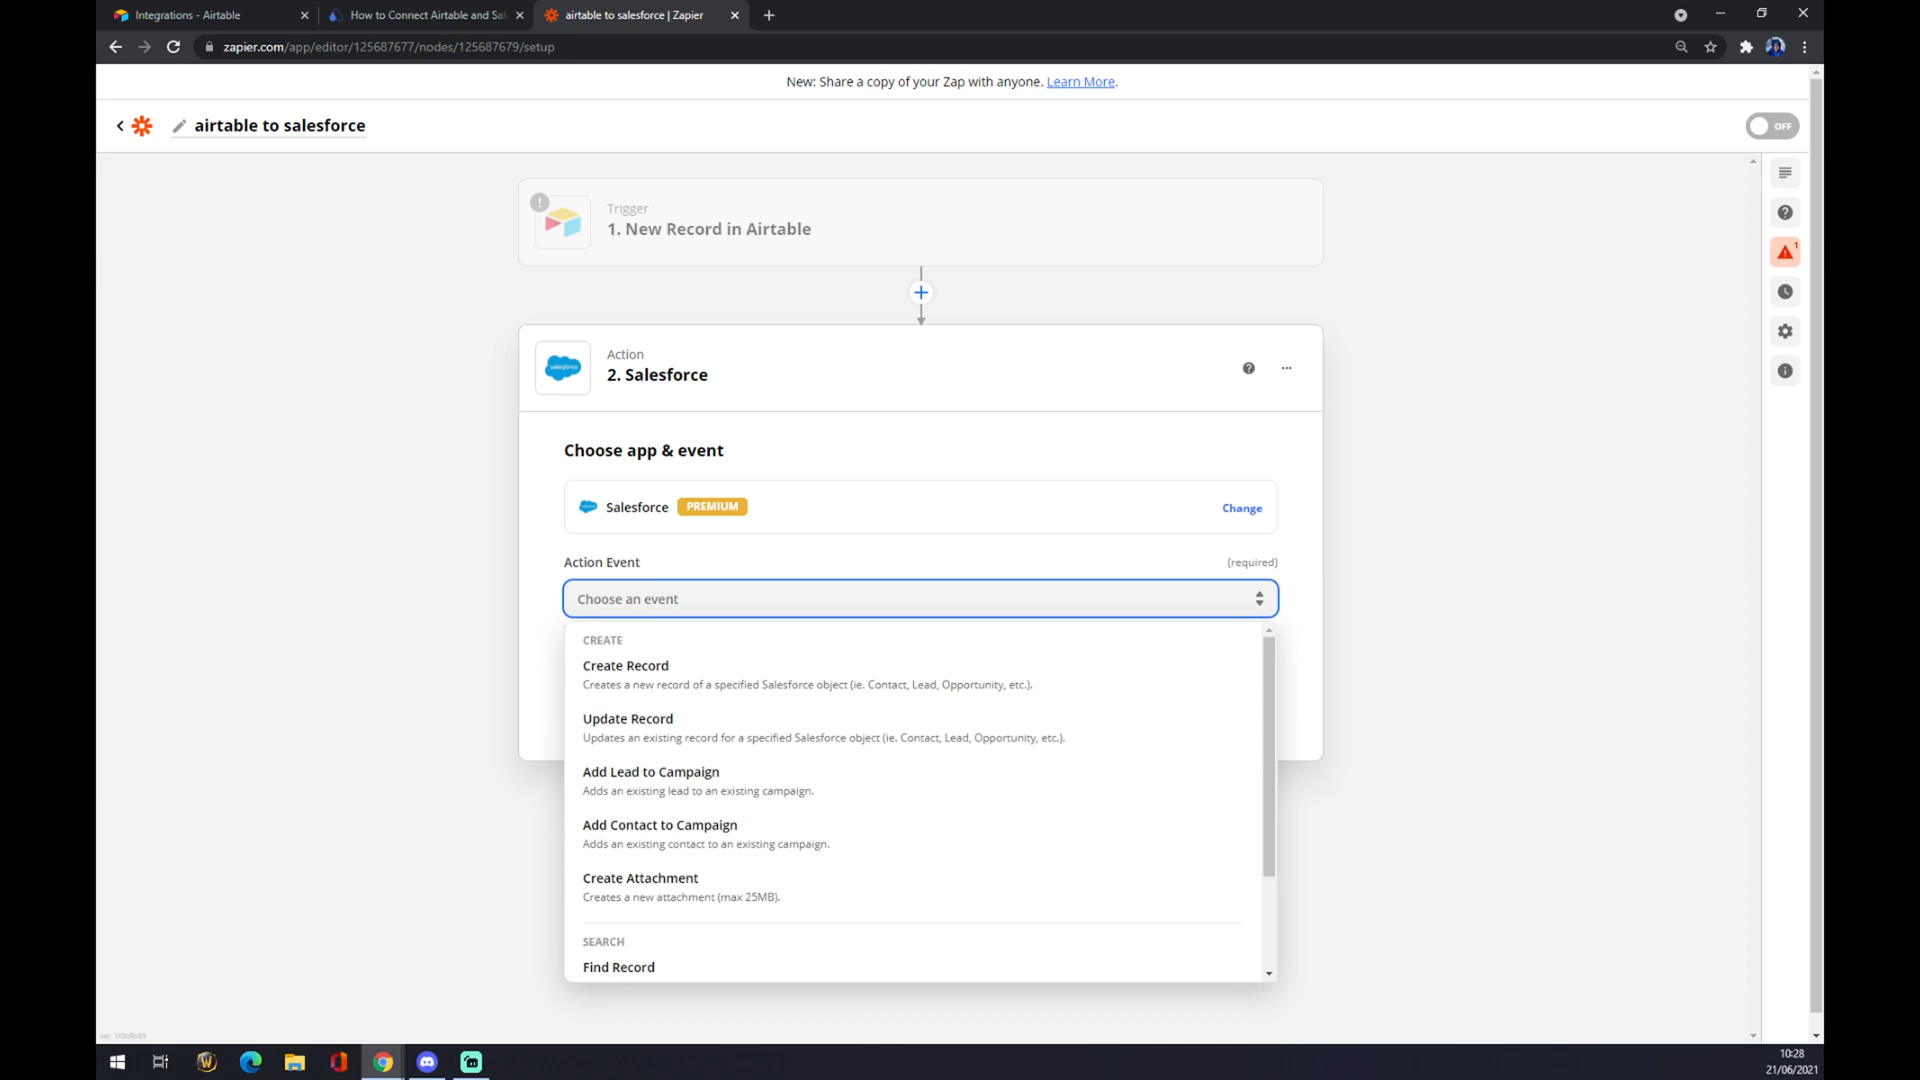 Integrations - Airtable
How to Connect Airtable and Sal
airtable to salesforce | Zapier
zapier.com/app/editor/125687677/nodes/125687679/setup
New: Share a copy of your Zap with anyone. Learn More.
airtable to salesforce
OFF
Trigger
1. New Record in Airtable
1
Action
2. Salesforce
Choose app & event
Salesforce PREMIUM
Change
Action Event
(required)
Choose an event
CREATE
Create Record
Creates a new record of a specified Salesforce object (ie. Contact, Lead, Opportunity, etc.).
Update Record
Updates an existing record for a specified Salesforce object (ie. Contact, Lead, Opportunity, etc.).
Add Lead to Campaign
Adds an existing lead to an existing campaign.
Add Contact to Campaign
Adds an existing contact to an existing campaign.
Create Attachment
Creates a new attachment (max 25MB).
SEARCH
Find Record
10:28
21/06/2021